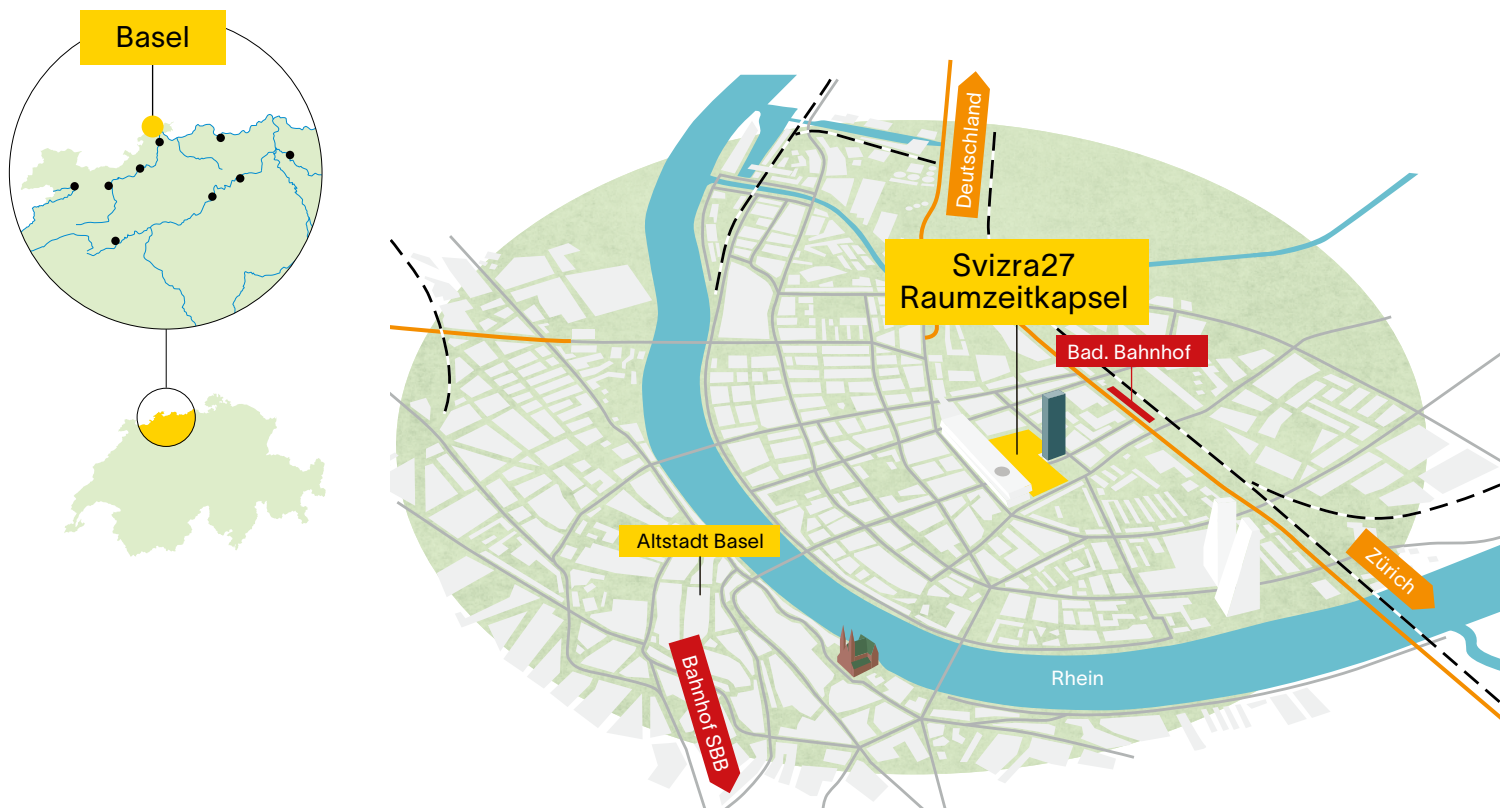 Basel
Deutschland
Svizra27
Raumzeitkapsel
Bad. Bahnhof
Altstadt Basel
Zürich
Bahnhof SBB
Rhein